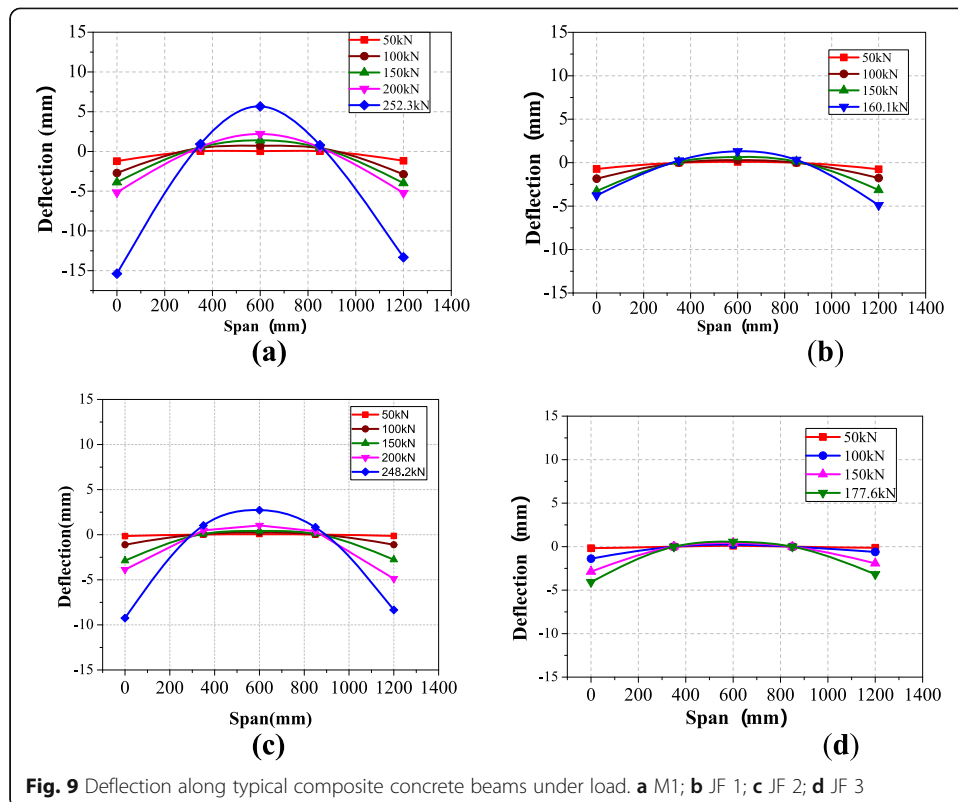 15
10
5
0
-5
-10
-15
Deflection (mm)
50kN
100kN
150kN
200kN
252.3kN
0 200 400 600 800 1000 1200 1400
Span (mm)
(a)
15
10
5
0
-5
-10
-15
Deflection (mm)
50kN
100kN
150kN
160.1kN
0 200 400 600 800 1000 1200 1400
Span (mm)
(b)
15
10
5
0
-5
-10
-15
Deflection(mm)
50kN
100kN
150kN
200kN
248.2kN
0 200 400 600 800 1000 1200 1400
Span(mm)
(c)
15
10
5
0
-5
-10
-15
Deflection (mm)
50kN
100kN
150kN
177.6kN
0 200 400 600 800 1000 1200 1400
Span (mm)
(d)
Fig. 9 Deflection along typical composite concrete beams under load. a M1; b JF 1; c JF 2; d JF 3